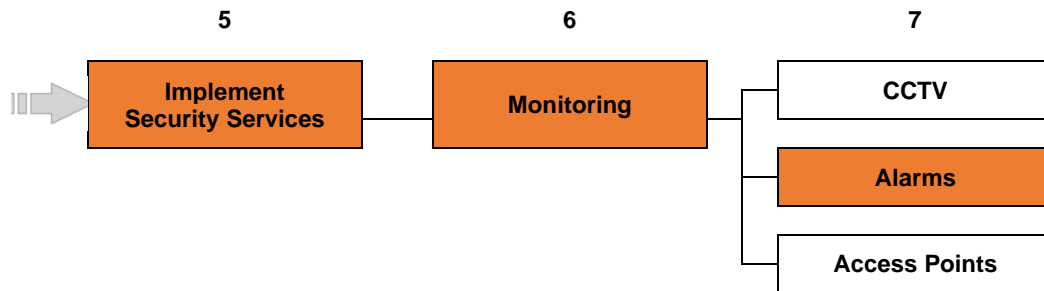 5
6
7
Implement
Security Services
Monitoring
CCTV
Alarms
Access Points